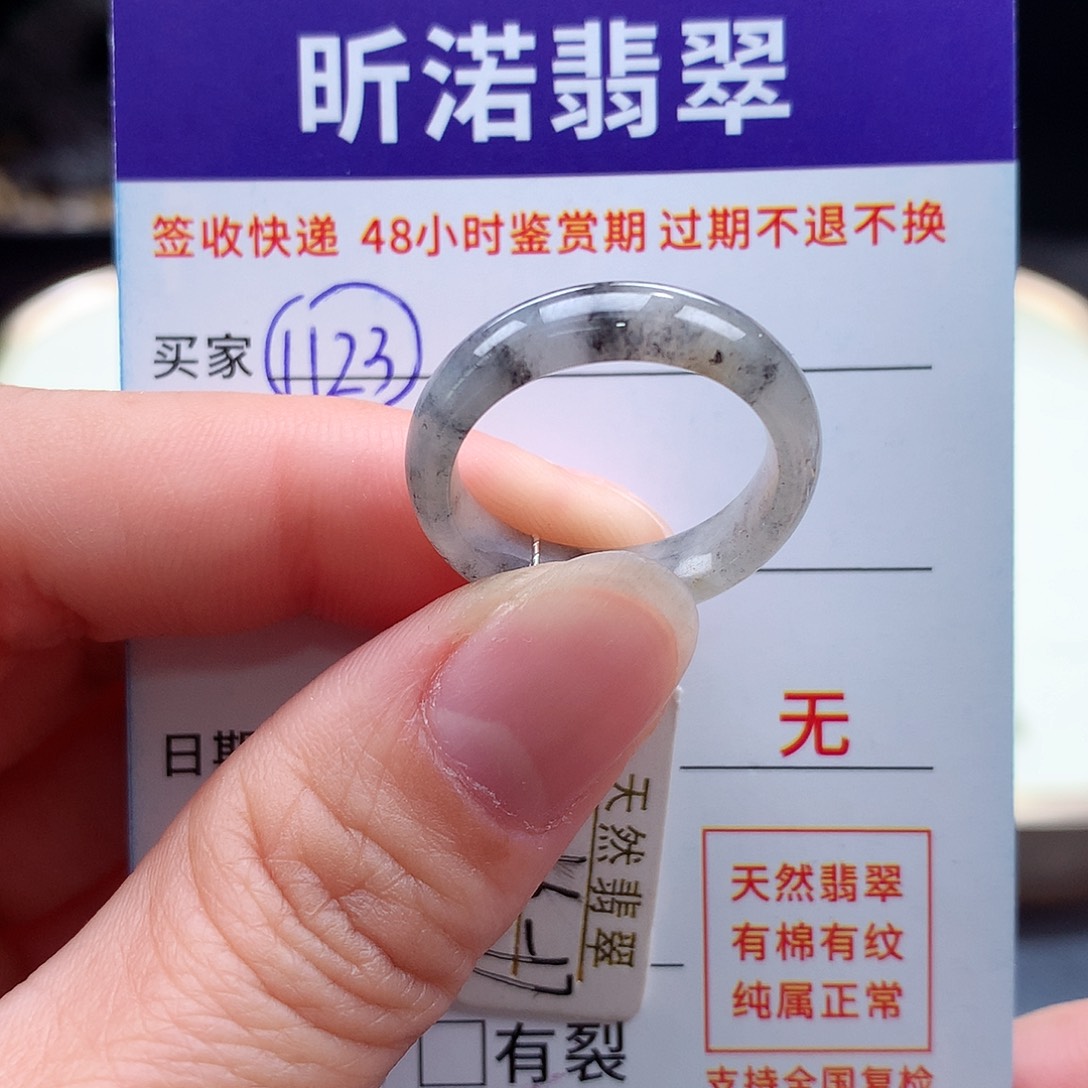 昕渃翡翠
签收快递 48小时鉴赏期 过期不退不换
买家 1123
日期
无
天然翡翠
天然翡翠
有棉有纹
纯属正常
有裂
支持全国复检